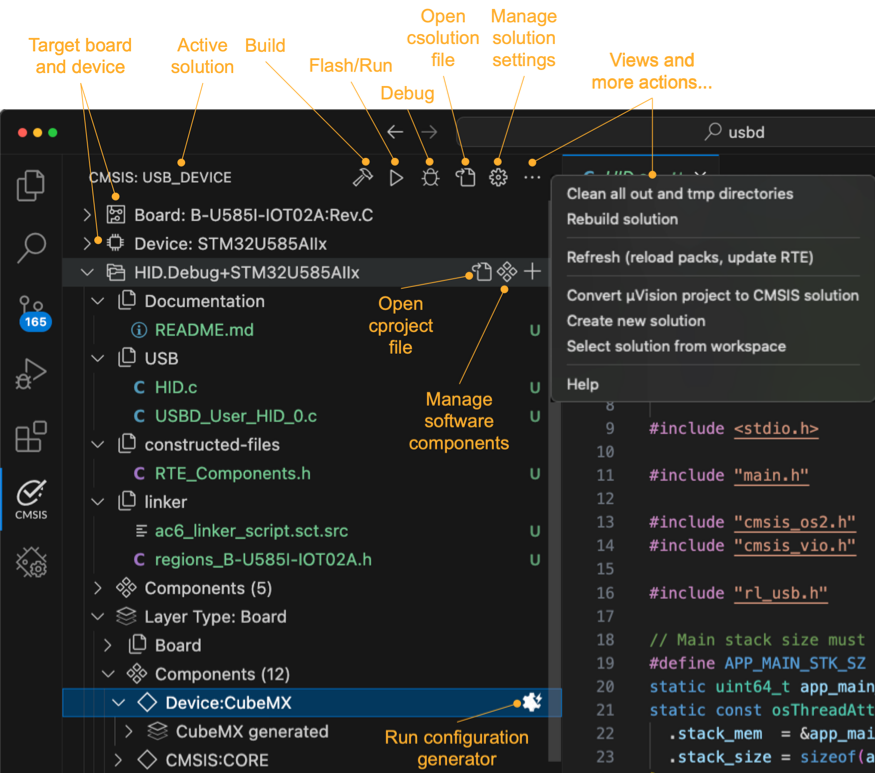 Target board
and device
Active
solution
Build
Flash/Run
Debug
Open
csolution
file
Manage
solution
settings
Views and
more actions...
usbd
CMSIS: USB_DEVICE
Board: B-U585I-IOT02A:Rev.C
Device: STM32U585AIIx
HID.Debug+STM32U585AIIx
Documentation
README.md U
USB
HID.c U
USBD_User_HID_0.c U
constructed-files
RTE_Components.h U
linker
ac6_linker_script.sct.src U
regions_B-U585I-IOT02A.h U
Components (5)
Layer Type: Board
Board
Components (12)
Device:CubeMX
CubeMX generated
CMSIS:CORE
165
CMSIS
Open
cproject
file
Manage
software
components
Run configuration
generator
Clean all out and tmp directories
Rebuild solution
Refresh (reload packs, update RTE)
Convert µVision project to CMSIS solution
Create new solution
Select solution from workspace
Help
8
9 #include <stdio.h>
10
11 #include "main.h"
12
13 #include "cmsis_os2.h"
14 #include "cmsis_vio.h"
15
16 #include "rl_usb.h"
17
18 // Main stack size must
19 #define APP_MAIN_STK_SZ
20 static uint64_t app_main
21 static const osThreadAtt
22 .stack_mem = &app_mai
23 .stack_size = sizeof(a